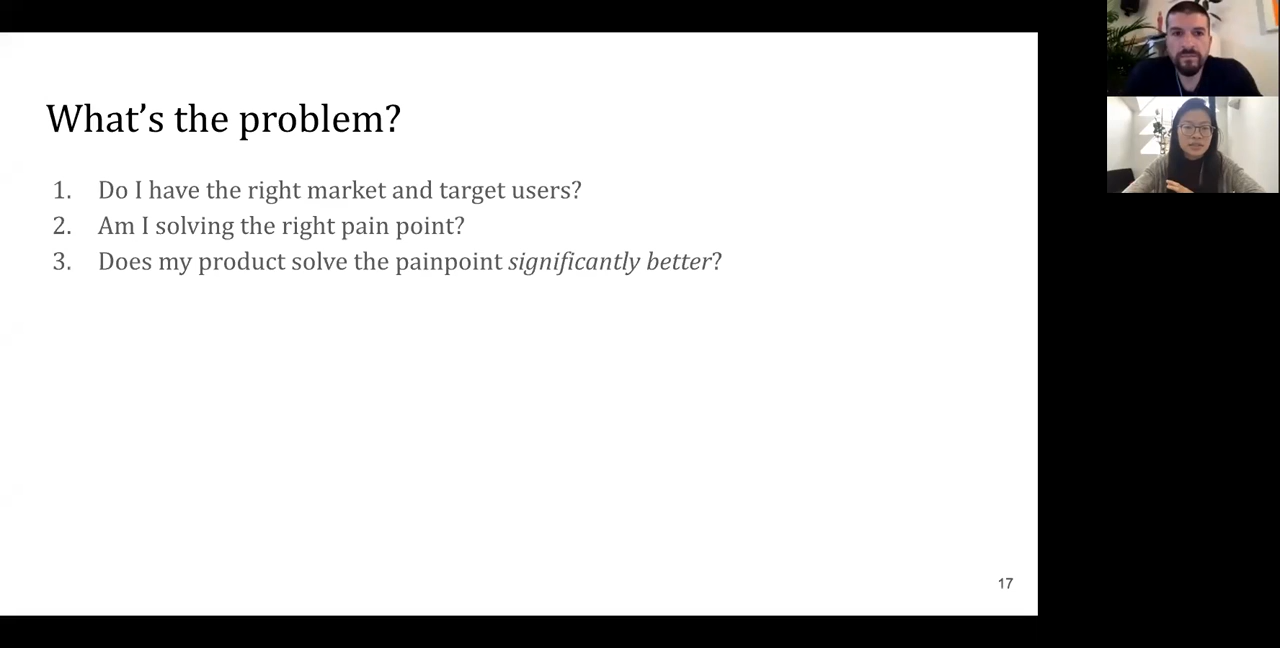 What’s the problem?
1. Do I have the right market and target users?
2. Am I solving the right pain point?
3. Does my product solve the painpoint significantly better?
17